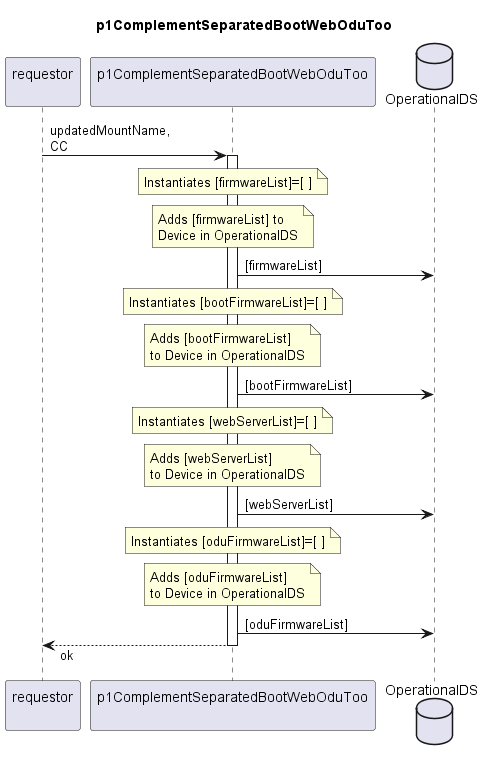 p1ComplementSeparatedBootWebOduToo
requestor
p1ComplementSeparatedBootWebOduToo
OperationalDS
updatedMountName,
CC
Instantiates [firmwareList]=[ ]
Adds [firmwareList] to
Device in OperationalDS
[firmwareList]
Instantiates [bootFirmwareList]=[ ]
Adds [bootFirmwareList]
to Device in OperationalDS
[bootFirmwareList]
Instantiates [webServerList]=[ ]
Adds [webServerList]
to Device in OperationalDS
[webServerList]
Instantiates [oduFirmwareList]=[ ]
Adds [oduFirmwareList]
to Device in OperationalDS
[oduFirmwareList]
ok
requestor
p1ComplementSeparatedBootWebOduToo
OperationalDS